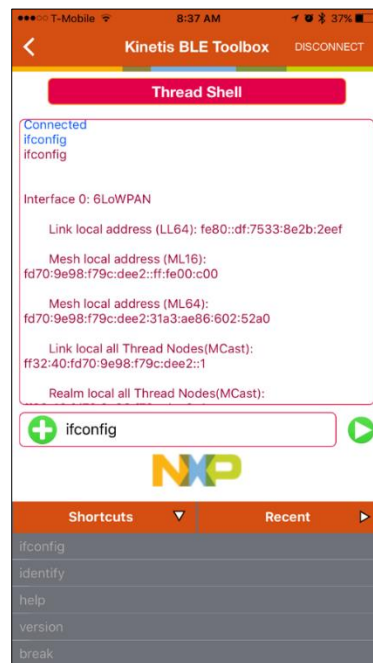 T-Mobile 8:37 AM 37%
Kinetis BLE Toolbox DISCONNECT
Thread Shell
Connected
ifconfig
ifconfig
Interface 0: 6LoWPAN
Link local address (LL64): fe80::df:7533:8e2b:2eef
Mesh local address (ML16):
fd70:9e98:f79c:dee2::ff:fe00:c00
Mesh local address (ML64):
fd70:9e98:f79c:dee2:31a3:ae86:602:52a0
Link local all Thread Nodes(MCast):
ff32:40:fd70:9e98:f79c:dee2::1
Realm local all Thread Nodes(MCast):
ifconfig
NXP
Shortcuts Recent
ifconfig
identify
help
version
break